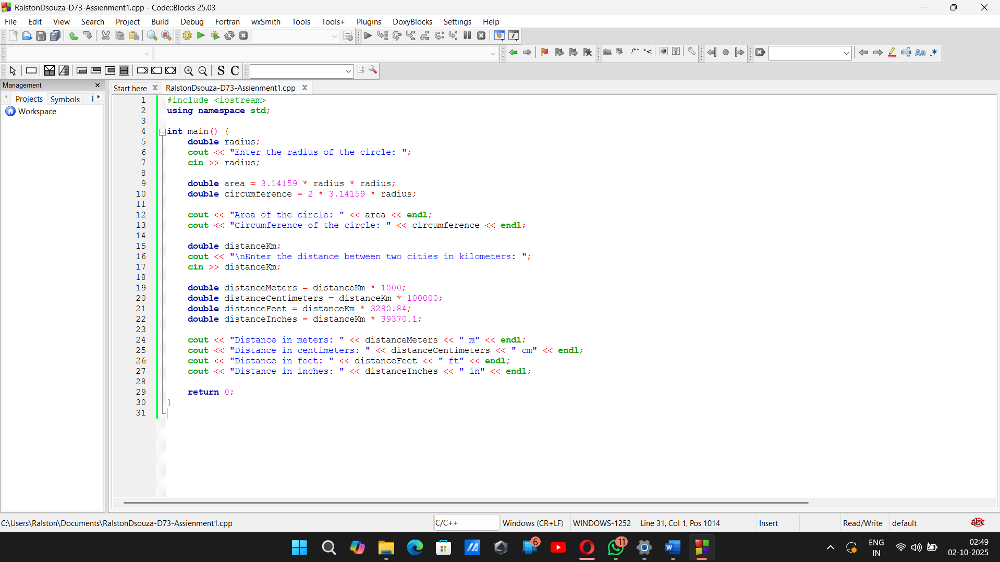 RalstonDsouza-D73-Assienment1.cpp - Code::Blocks 25.03
File Edit View Search Project Build Debug Fortran wxSmith Tools Tools+ Plugins DoxyBlocks Settings Help
Management
Projects Symbols
Workspace
Start here RalstonDsouza-D73-Assienment1.cpp
1 #include <iostream>
2 using namespace std;
3
4 int main() {
5 double radius;
6 cout << "Enter the radius of the circle: ";
7 cin >> radius;
8
9 double area = 3.14159 * radius * radius;
10 double circumference = 2 * 3.14159 * radius;
11
12 cout << "Area of the circle: " << area << endl;
13 cout << "Circumference of the circle: " << circumference << endl;
14
15 double distanceKm;
16 cout << "\nEnter the distance between two cities in kilometers: ";
17 cin >> distanceKm;
18
19 double distanceMeters = distanceKm * 1000;
20 double distanceCentimeters = distanceKm * 100000;
21 double distanceFeet = distanceKm * 3280.84;
22 double distanceInches = distanceKm * 39370.1;
23
24 cout << "Distance in meters: " << distanceMeters << " m" << endl;
25 cout << "Distance in centimeters: " << distanceCentimeters << " cm" << endl;
26 cout << "Distance in feet: " << distanceFeet << " ft" << endl;
27 cout << "Distance in inches: " << distanceInches << " in" << endl;
28
29 return 0;
30 }
31
C:\Users\Ralston\Documents\RalstonDsouza-D73-Assienment1.cpp C/C++ Windows (CR+LF) WINDOWS-1252 Line 31, Col 1, Pos 1014 Insert Read/Write default abc
6 11 ENG IN 02:49
02-10-2025